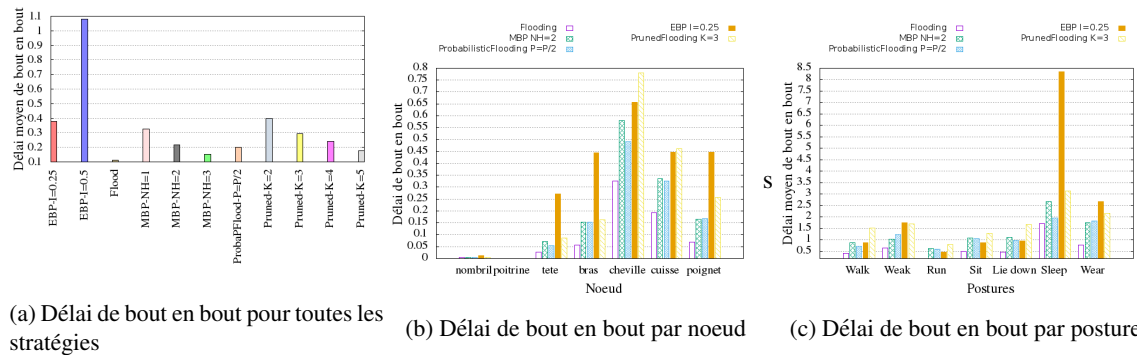 Délai moyen de bout en bout
1.1
1
0.9
0.8
0.7
0.6
0.5
0.4
0.3
0.2
0.1
EBP-I=0.25
EBP-I=0.5
Flood
MBP-NH=1
MBP-NH=2
MBP-NH=3
ProbaPFlood-P=P/2
Pruned-K=2
Pruned-K=3
Pruned-K=4
Pruned-K=5
(a) Délai de bout en bout pour toutes les
stratégies
Flooding
MBP NH=2
ProbabilisticFlooding P=P/2
EBP I=0.25
PrunedFlooding K=3
Délai de bout en bout
0.8
0.75
0.7
0.65
0.6
0.55
0.5
0.45
0.4
0.35
0.3
0.25
0.2
0.15
0.1
0.05
0
nombril poitrine tete bras cheville cuisse poignet
Noeud
(b) Délai de bout en bout par noeud
s
Flooding
MBP NH=2
ProbabilisticFlooding P=P/2
EBP I=0.25
PrunedFlooding K=3
Délai moyen de bout en bout
8.5
8
7.5
7
6.5
6
5.5
5
4.5
4
3.5
3
2.5
2
1.5
1
0.5
Walk Weak Run Sit Lie down Sleep Wear
Postures
(c) Délai de bout en bout par posture